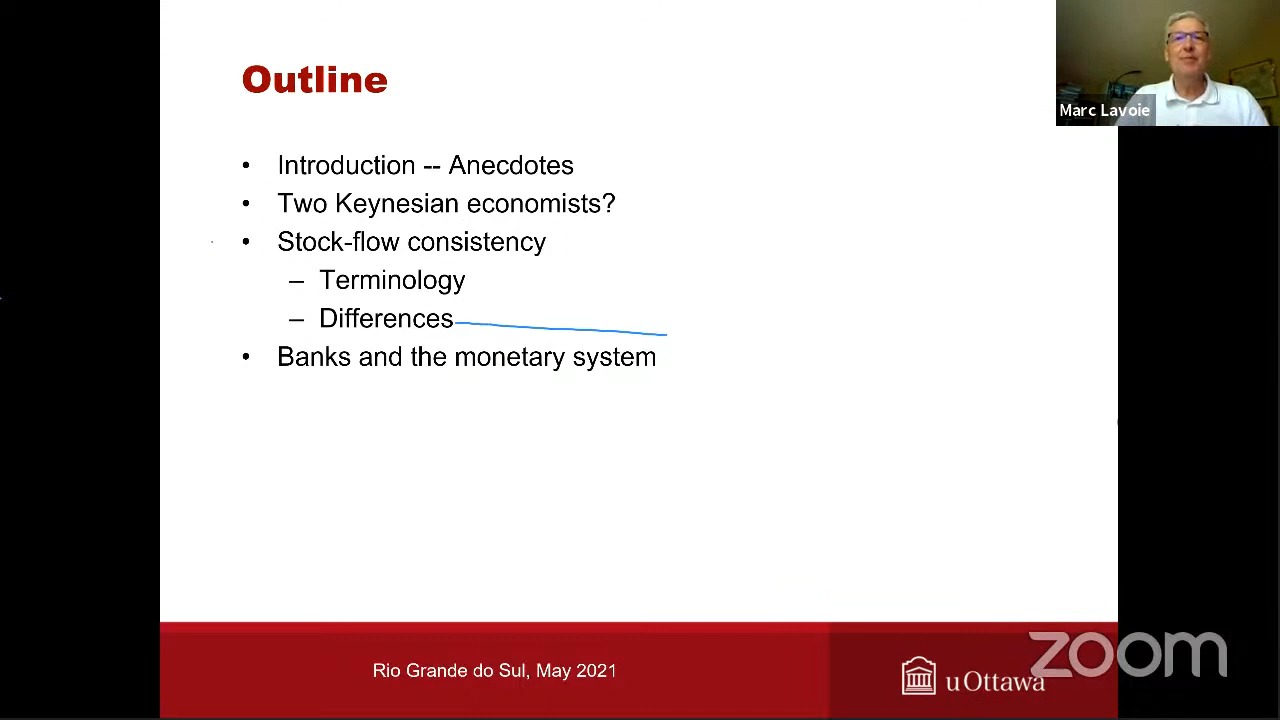 Outline
Marc Lavoie
• Introduction -- Anecdotes
• Two Keynesian economists?
• Stock-flow consistency
– Terminology
– Differences
• Banks and the monetary system
Rio Grande do Sul, May 2021
uOttawa
zoom